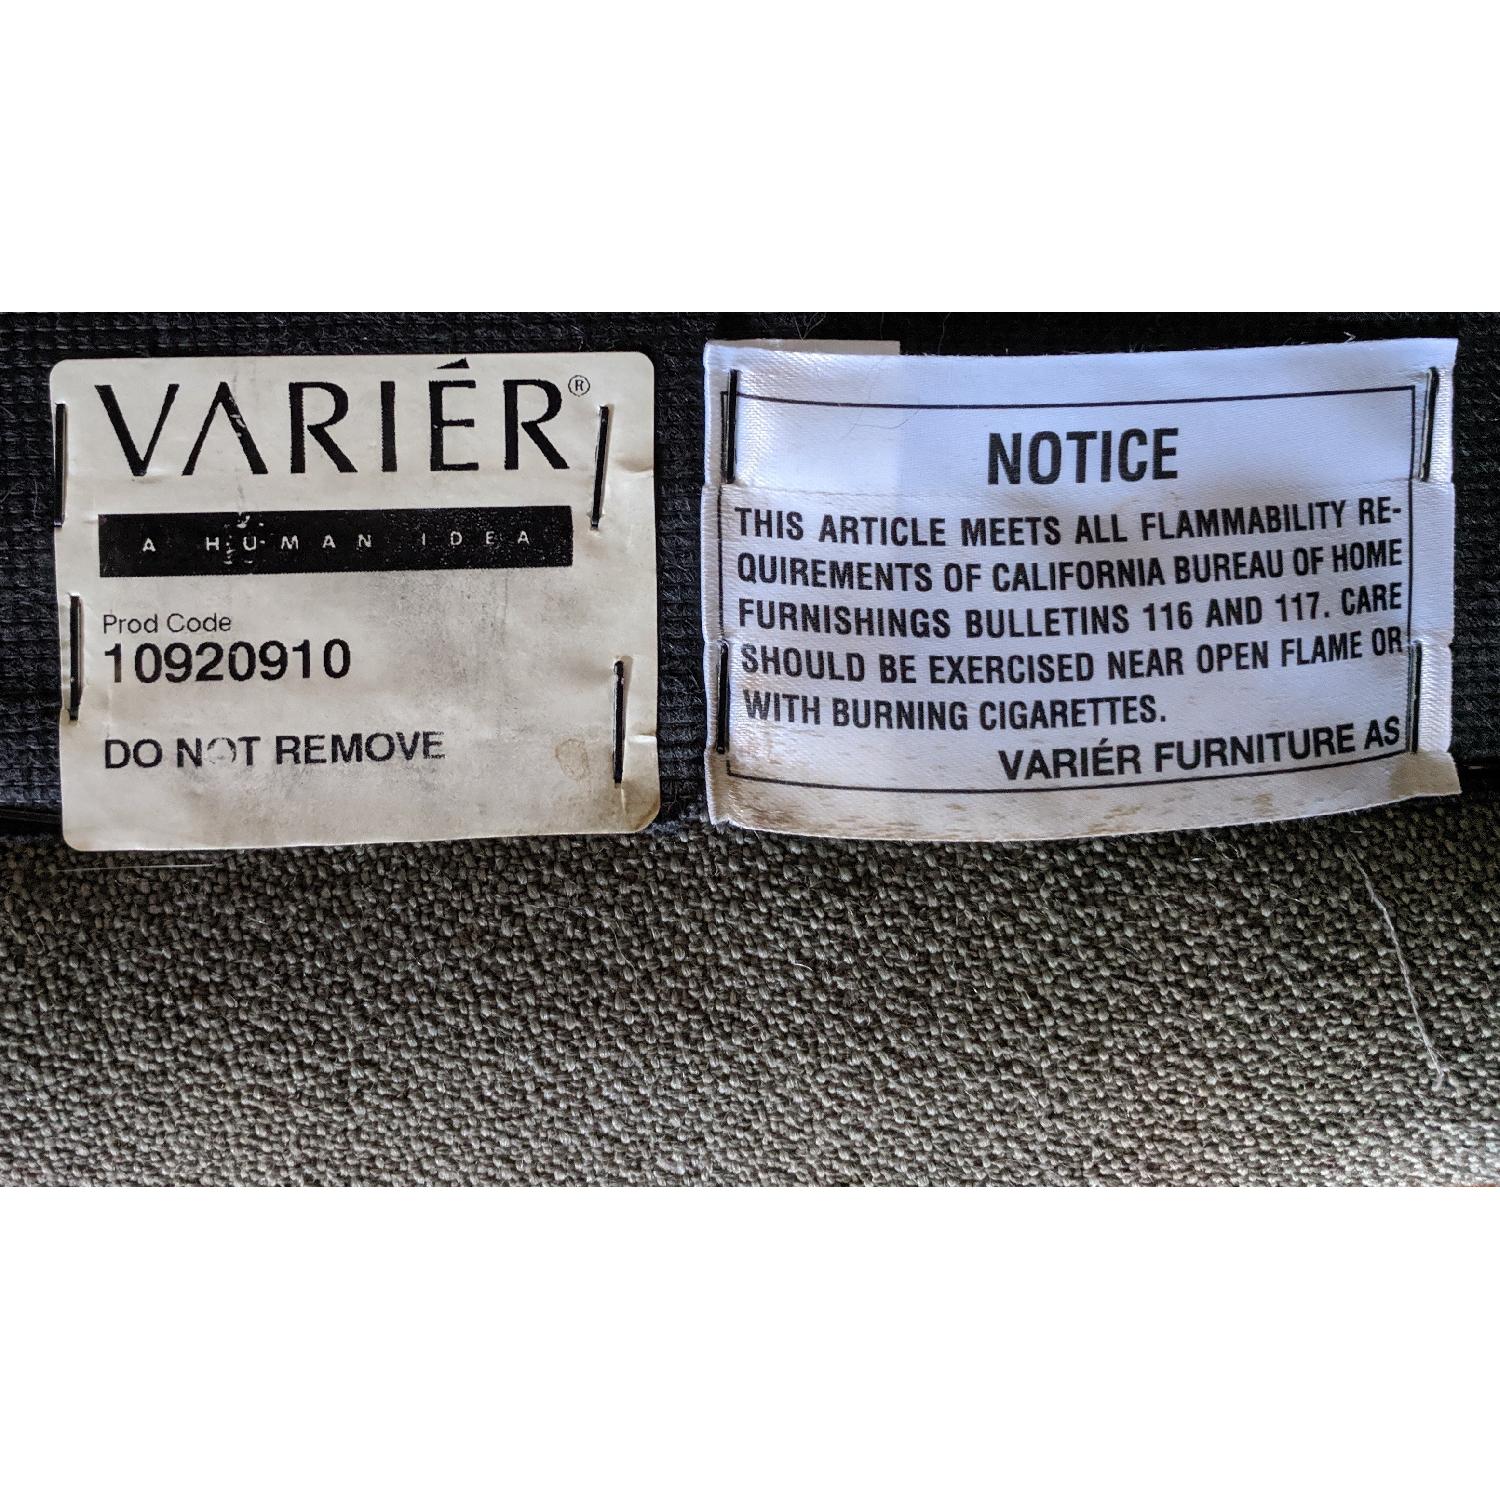 VARIÉR®
A HUMAN IDEA
Prod Code
10920910
DO NOT REMOVE
NOTICE
THIS ARTICLE MEETS ALL FLAMMABILITY RE-
QUIREMENTS OF CALIFORNIA BUREAU OF HOME
FURNISHINGS BULLETINS 116 AND 117. CARE
SHOULD BE EXERCISED NEAR OPEN FLAME OR
WITH BURNING CIGARETTES.
VARIÉR FURNITURE AS